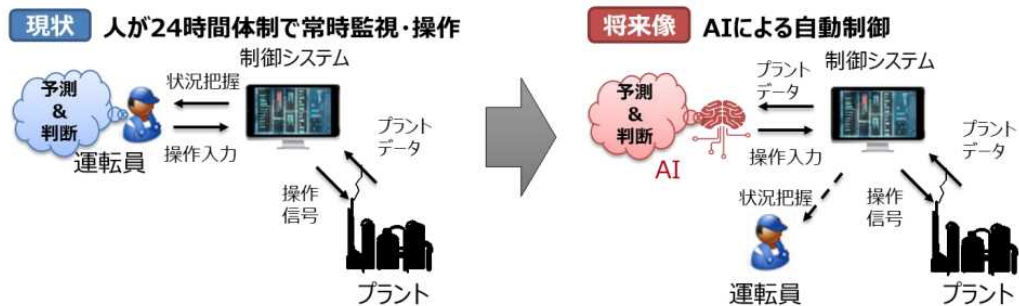 現状 人が24時間体制で常時監視・操作
制御システム
状況把握
予測
&
判断
操作入力
運転員
プラント
データ
操作
信号
プラント
将来像 AIによる自動制御
制御システム
プラント
データ
予測
&
判断
操作入力
AI
プラント
データ
状況把握
操作
信号
運転員
プラント